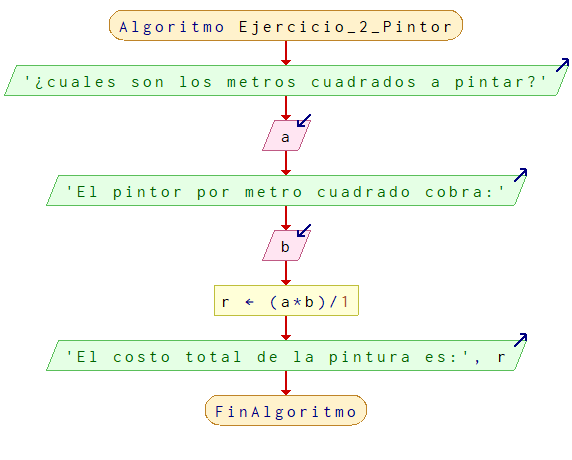 Algoritmo Ejercicio_2_Pintor
'¿cuales son los metros cuadrados a pintar?'
a
'El pintor por metro cuadrado cobra:'
b
r ← (a*b)/1
'El costo total de la pintura es:', r
FinAlgoritmo